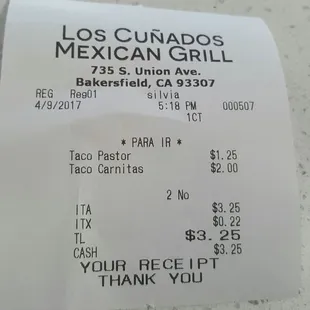 LOS CUÑADOS
MEXICAN GRILL
735 S. Union Ave.
Bakersfield, CA 93307
REG Reg01 silvia
4/9/2017 5:18 PM 000507
1CT
* PARA IR *
Taco Pastor $1.25
Taco Carnitas $2.00
2 No
ITA $3.25
ITX $0.22
TL $3.25
CASH $3.25
YOUR RECEIPT
THANK YOU